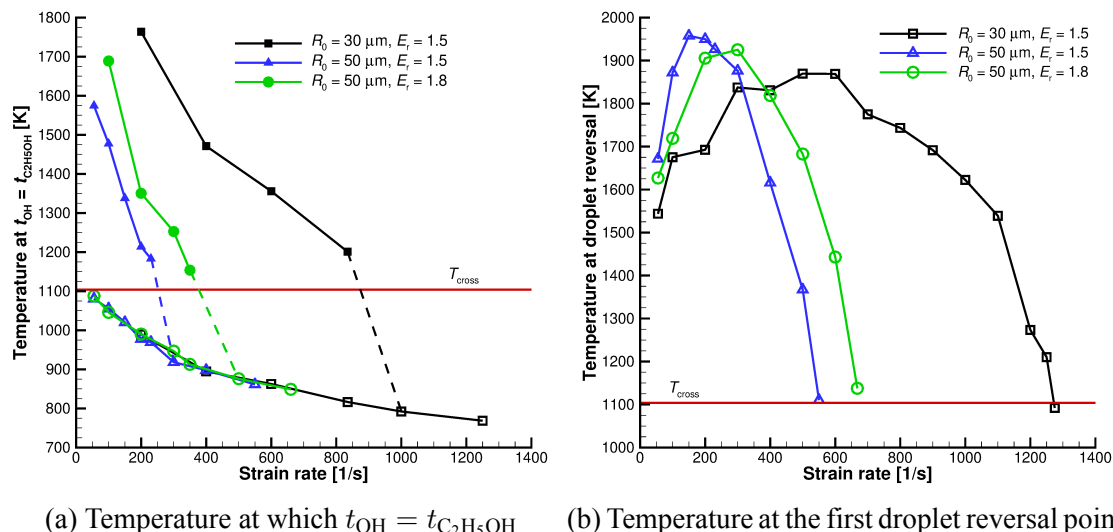 1800
1700
1600
1500
1400
1300
1200
1100
1000
900
800
700
0 200 400 600 800 1000 1200 1400
Temperature at t_OH = t_C2H5OH [K]
Strain rate [1/s]
R_0 = 30 μm, E_r = 1.5
R_0 = 50 μm, E_r = 1.5
R_0 = 50 μm, E_r = 1.8
T_cross
(a) Temperature at which t_OH = t_C₂H₅OH
2000
1900
1800
1700
1600
1500
1400
1300
1200
1100
1000
0 200 400 600 800 1000 1200 1400
Temperature at droplet reversal [K]
Strain rate [1/s]
R_0 = 30 μm, E_r = 1.5
R_0 = 50 μm, E_r = 1.5
R_0 = 50 μm, E_r = 1.8
T_cross
(b) Temperature at the first droplet reversal poin